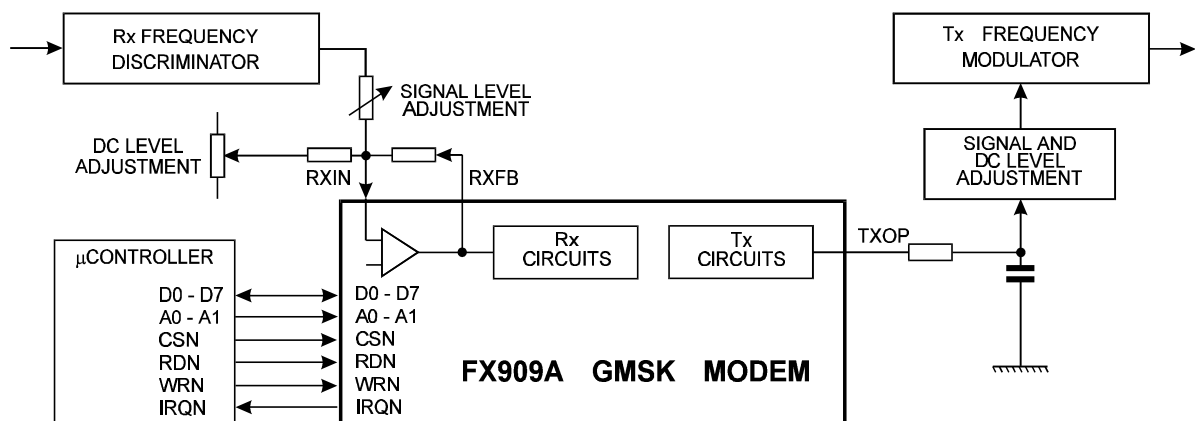 Rx FREQUENCY
DISCRIMINATOR
Tx FREQUENCY
MODULATOR
SIGNAL LEVEL
ADJUSTMENT
DC LEVEL
ADJUSTMENT
SIGNAL AND
DC LEVEL
ADJUSTMENT
RXIN
RXFB
Rx
CIRCUITS
Tx
CIRCUITS
TXOP
µCONTROLLER
D0 - D7
A0 - A1
CSN
RDN
WRN
IRQN
D0 - D7
A0 - A1
CSN
RDN
WRN
IRQN
FX909A GMSK MODEM